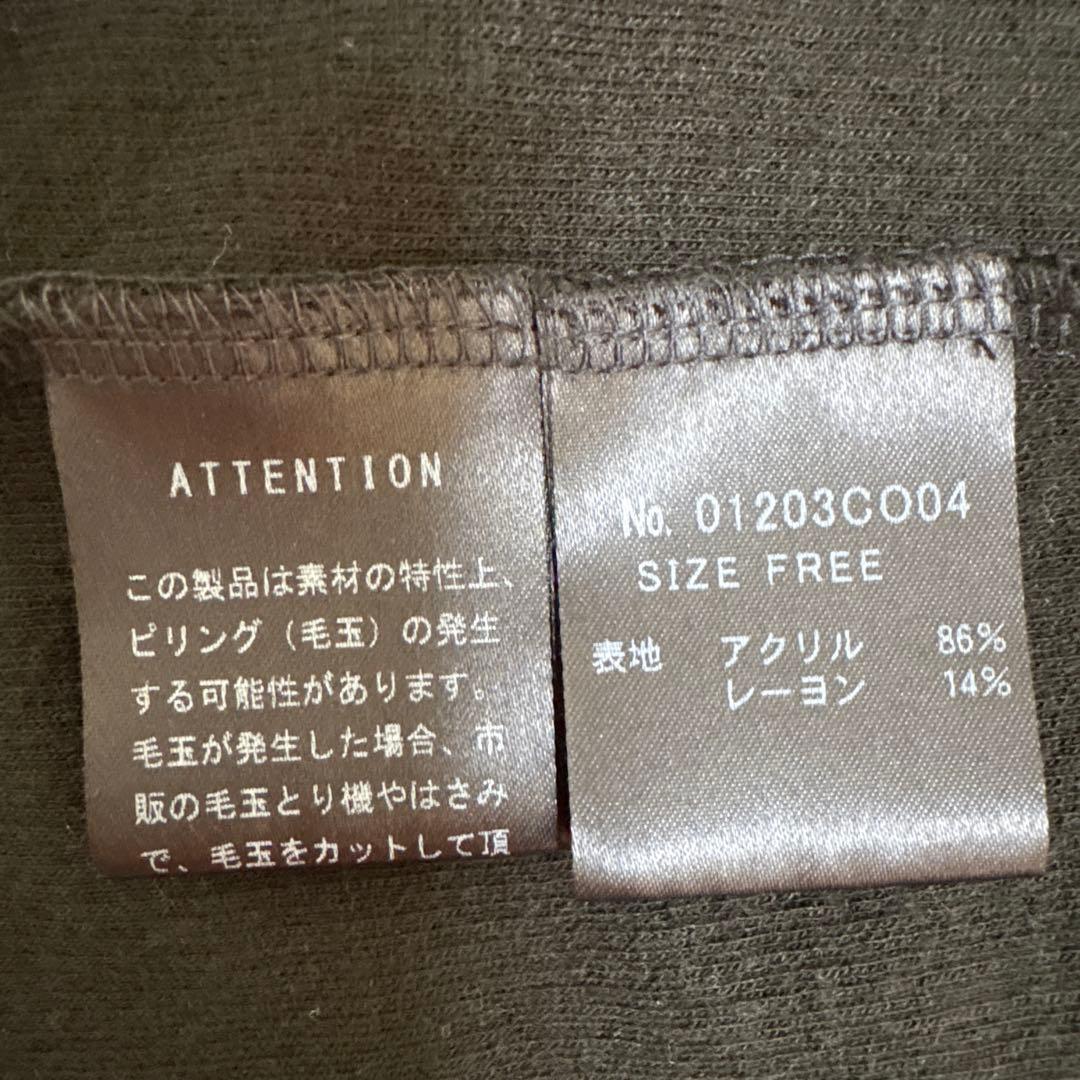 ATTENTION
この製品は素材の特性上、
ピリング（毛玉）の発生
する可能性があります。
毛玉が発生した場合、市
販の毛玉とり機やはさみ
で、毛玉をカットして頂
No. 01203CO04
SIZE FREE
表地 アクリル 86%
レーヨン 14%